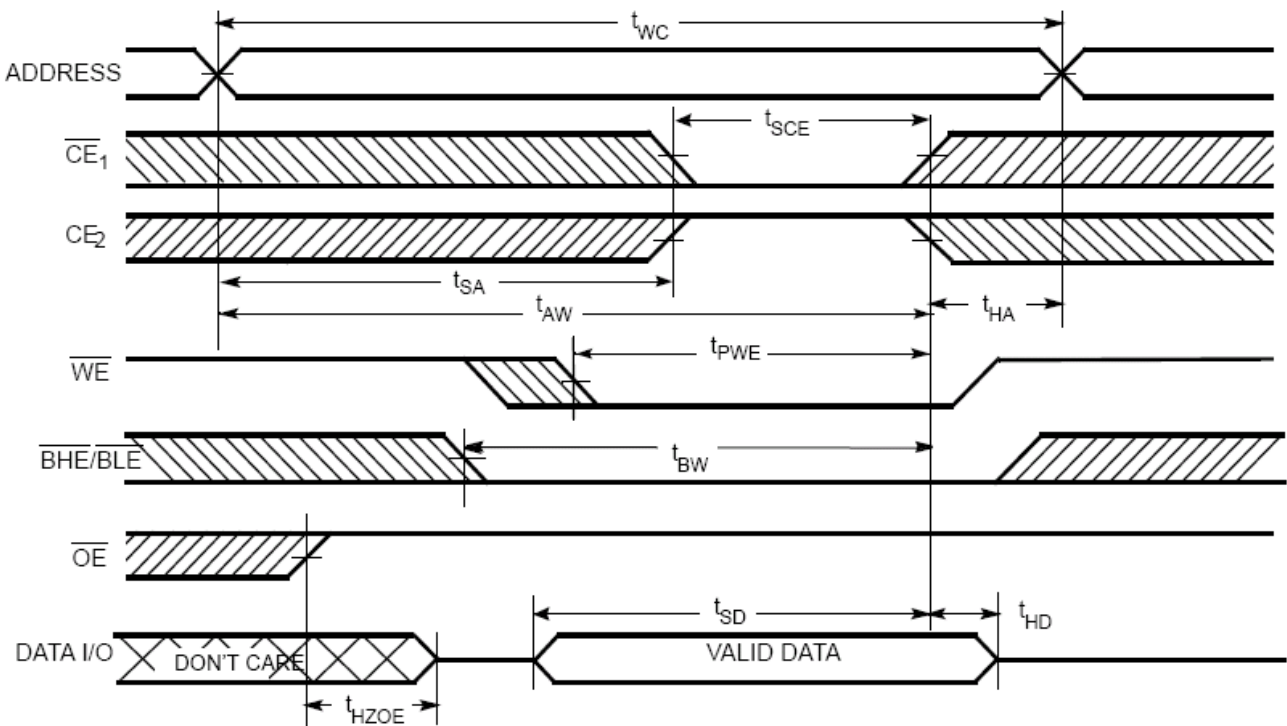 tWC
ADDRESS
tSCE
CE1
CE2
tSA
tAW
tHA
tPWE
WE
BHE/BLE
tBW
OE
tSD
tHD
DATA I/O
DON'T CARE
VALID DATA
tHZOE